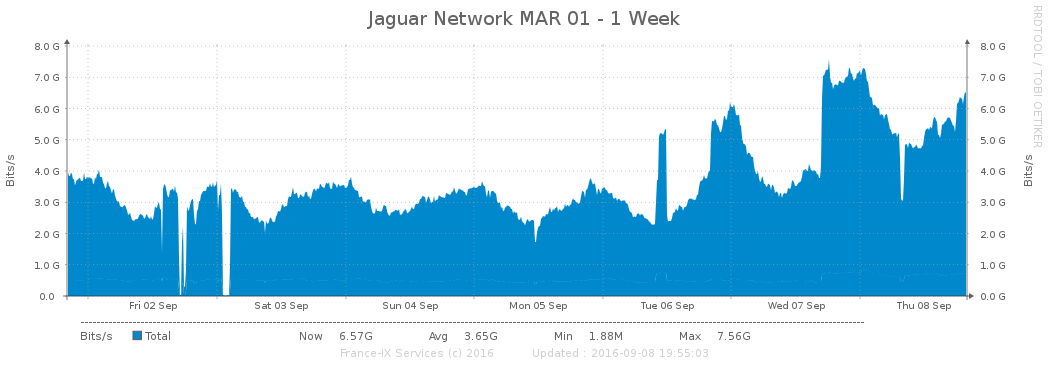 Jaguar Network MAR 01 - 1 Week
RRDTOOL / TOBI OETIKER
8.0 G 8.0 G
7.0 G 7.0 G
6.0 G 6.0 G
5.0 G 5.0 G
4.0 G 4.0 G
3.0 G 3.0 G
2.0 G 2.0 G
1.0 G 1.0 G
0.0 0.0 G
Bits/s
Bits/s
Fri 02 Sep Sat 03 Sep Sun 04 Sep Mon 05 Sep Tue 06 Sep Wed 07 Sep Thu 08 Sep
Bits/s Total Now 6.57G Avg 3.65G Min 1.88M Max 7.56G
France-IX Services (c) 2016 Updated : 2016-09-08 19:55:03